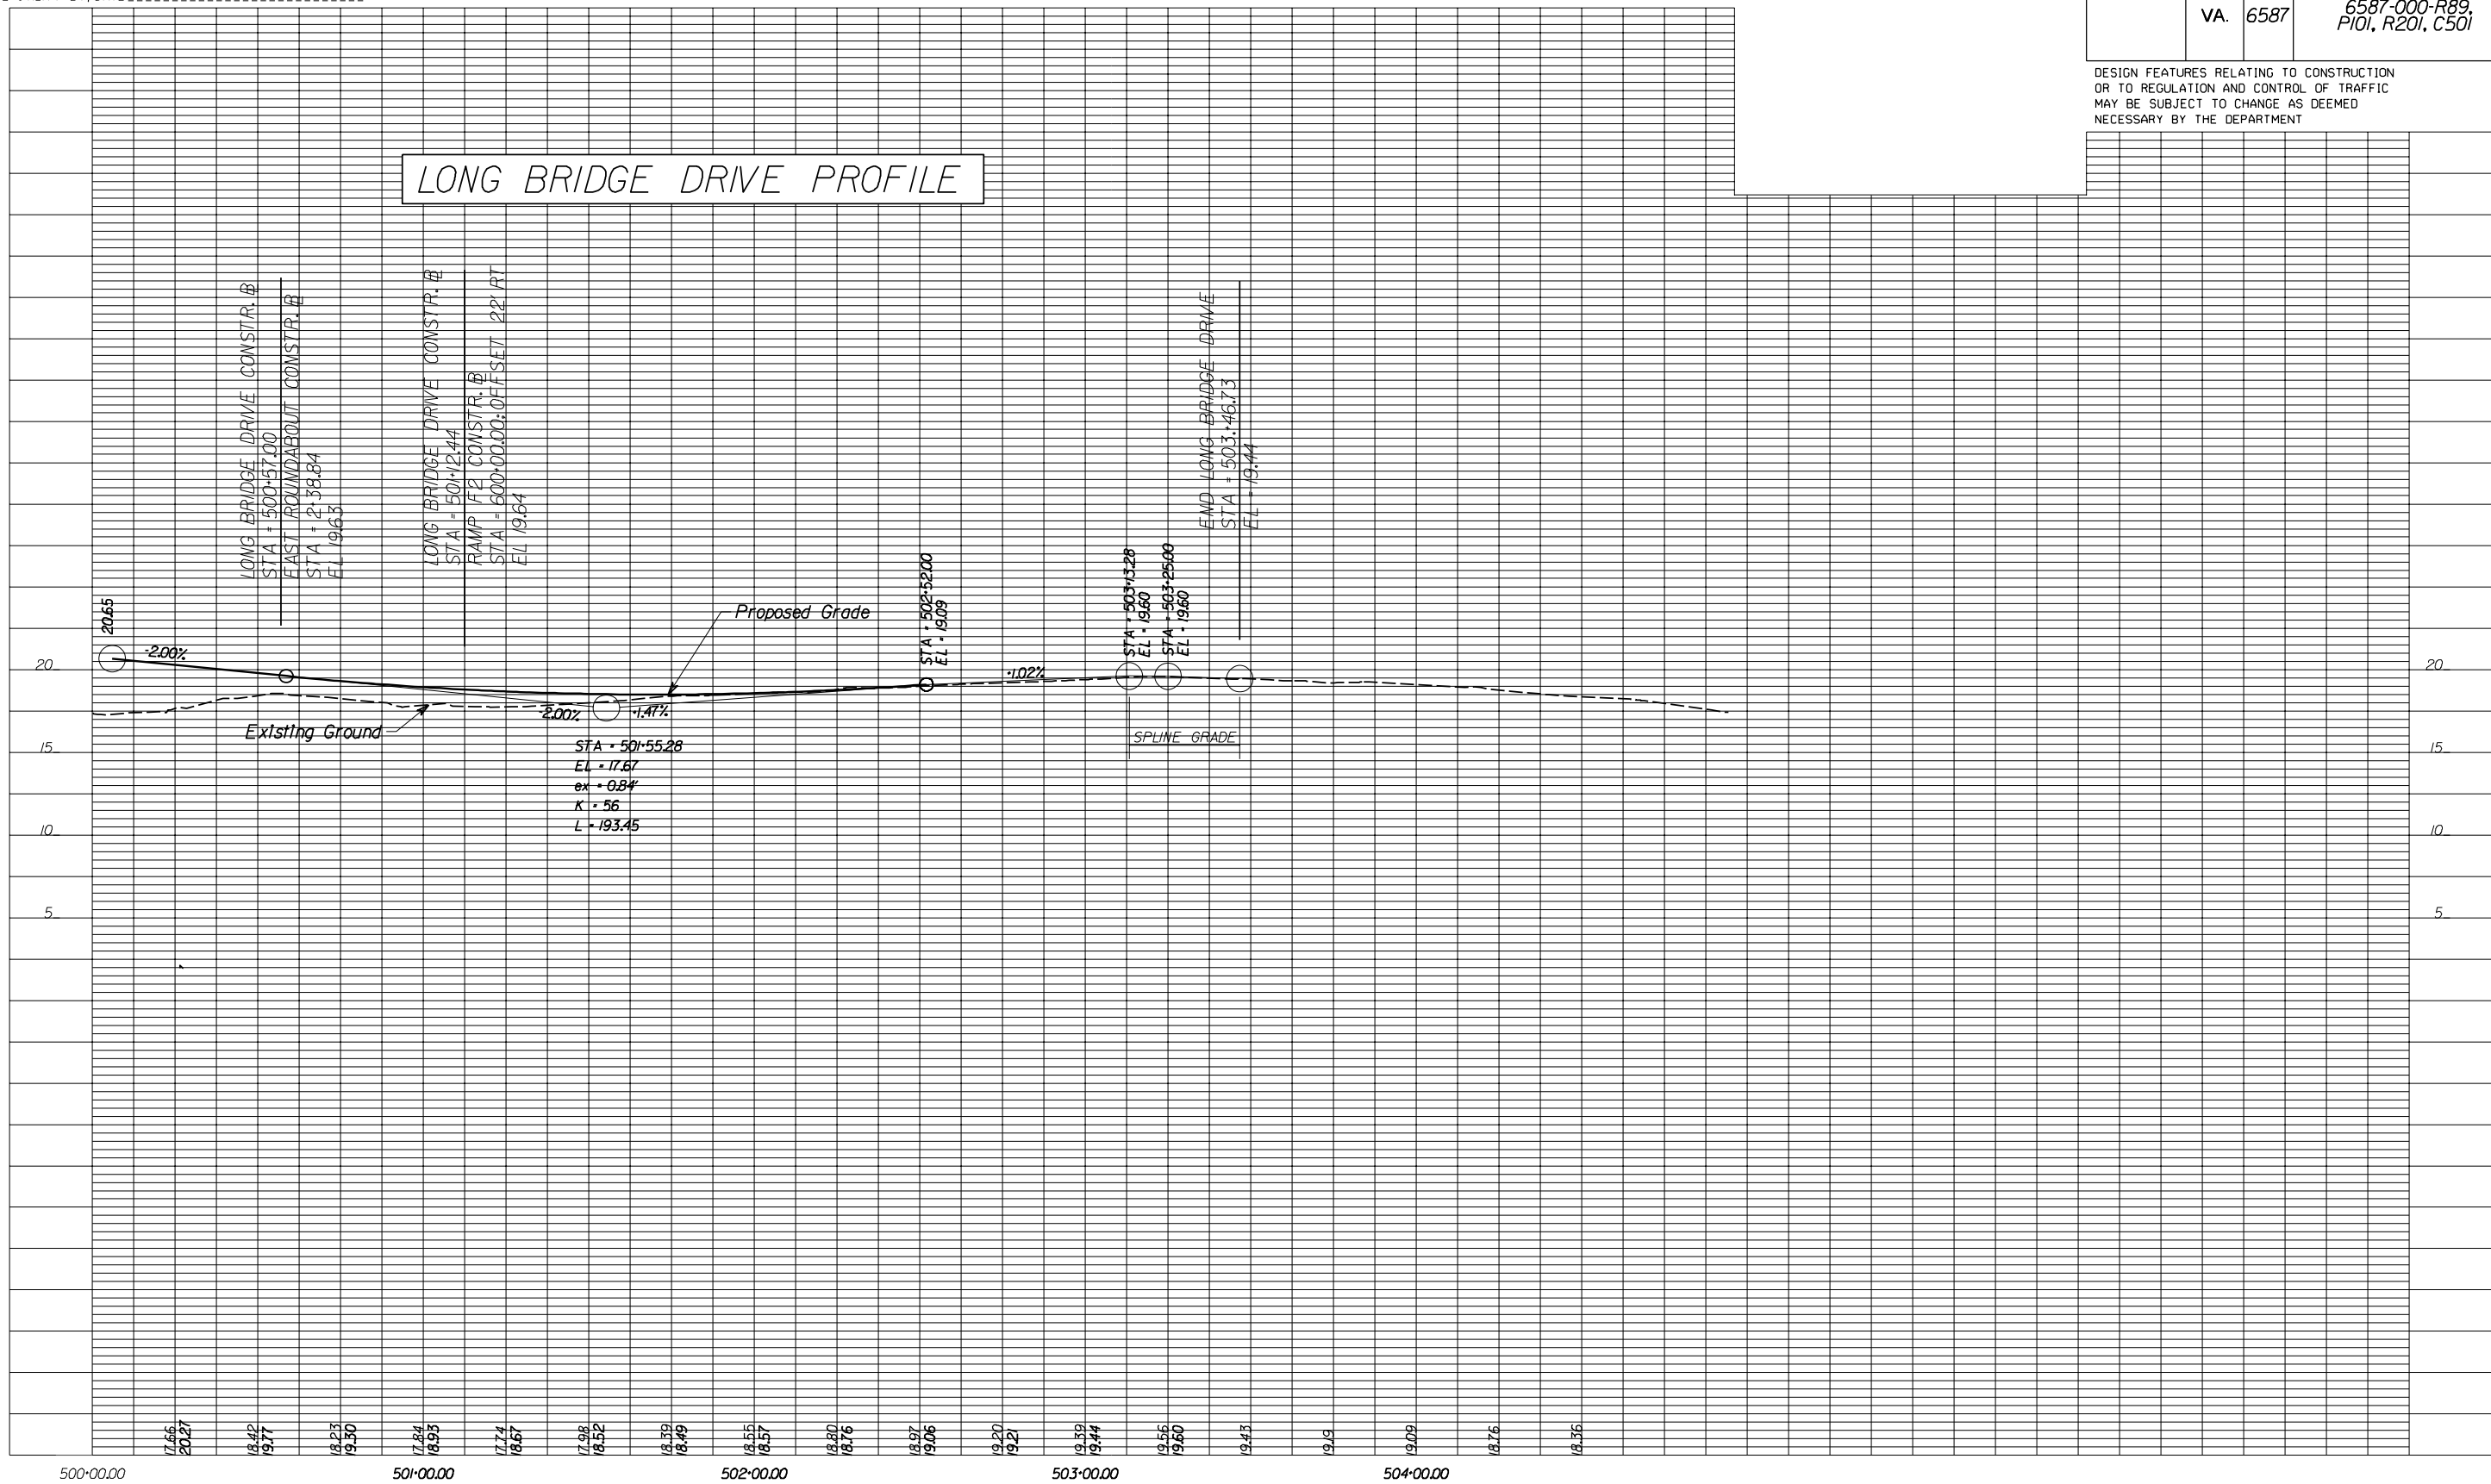 VA.
6587
6587-000-R89,
P101, R201, C501
DESIGN FEATURES RELATING TO CONSTRUCTION
OR TO REGULATION AND CONTROL OF TRAFFIC
MAY BE SUBJECT TO CHANGE AS DEEMED
NECESSARY BY THE DEPARTMENT
LONG BRIDGE DRIVE PROFILE
LONG BRIDGE DRIVE CONSTR. B
STA = 500+57.00
EAST ROUNDABOUT CONSTR. B
STA = 2+38.84
EL 19.63
LONG BRIDGE DRIVE CONSTR. B
STA = 501+12.44
RAMP F2 CONSTR. B
STA = 600+00.00; OFFSET 22' RT
EL 19.64
END LONG BRIDGE DRIVE
STA = 503+46.73
EL = 19.44
20.65
-2.00%
Proposed Grade
STA = 502+52.00
EL = 19.09
+1.02%
STA = 503+13.28
EL = 19.60
STA = 503+25.00
EL = 19.60
20
20
Existing Ground
-2.00%
+1.47%
SPLINE GRADE
15
15
STA = 501+55.28
EL = 17.67
ex = 0.84'
K = 56
L = 193.45
10
10
5
5
17.66
20.27
18.42
19.77
18.23
19.30
17.84
18.93
17.74
18.67
17.98
18.52
18.39
18.49
18.55
18.57
18.80
18.76
18.97
19.06
19.20
19.21
19.39
19.44
19.56
19.60
19.43
19.19
19.09
18.76
18.36
500+00.00
501+00.00
502+00.00
503+00.00
504+00.00